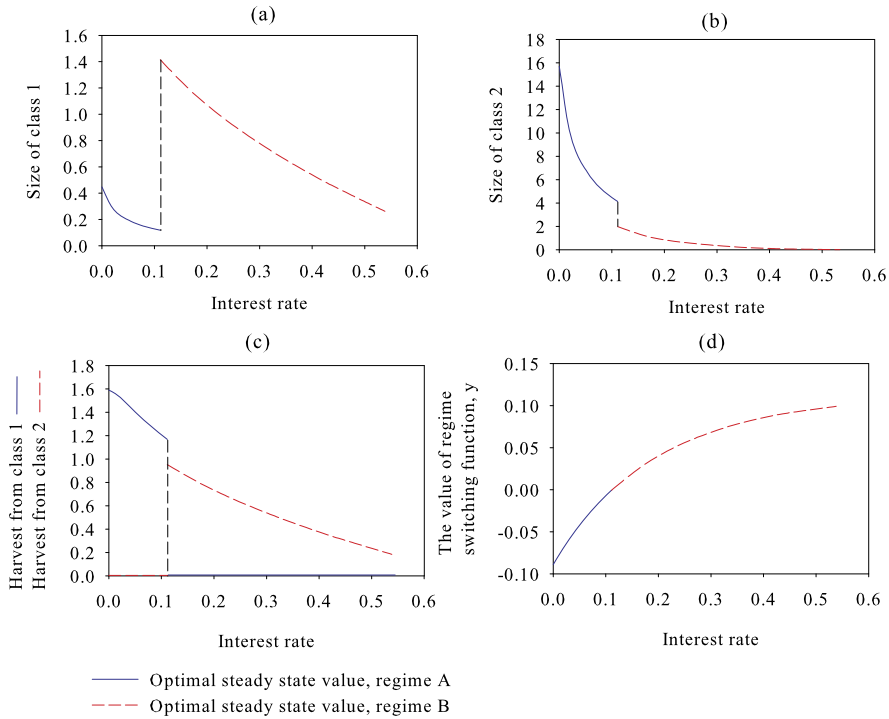 (a)
1.6
1.4
1.2
1.0
0.8
0.6
0.4
0.2
0.0
Size of class 1
0.0 0.1 0.2 0.3 0.4 0.5 0.6
Interest rate
(b)
18
16
14
12
10
8
6
4
2
0
Size of class 2
0.0 0.1 0.2 0.3 0.4 0.5 0.6
Interest rate
(c)
1.8
1.6
1.4
1.2
1.0
0.8
0.6
0.4
0.2
0.0
Harvest from class 1
Harvest from class 2
0.0 0.1 0.2 0.3 0.4 0.5 0.6
Interest rate
(d)
0.15
0.10
0.05
0.00
-0.05
-0.10
The value of regime
switching function, y
0.0 0.1 0.2 0.3 0.4 0.5 0.6
Interest rate
Optimal steady state value, regime A
Optimal steady state value, regime B